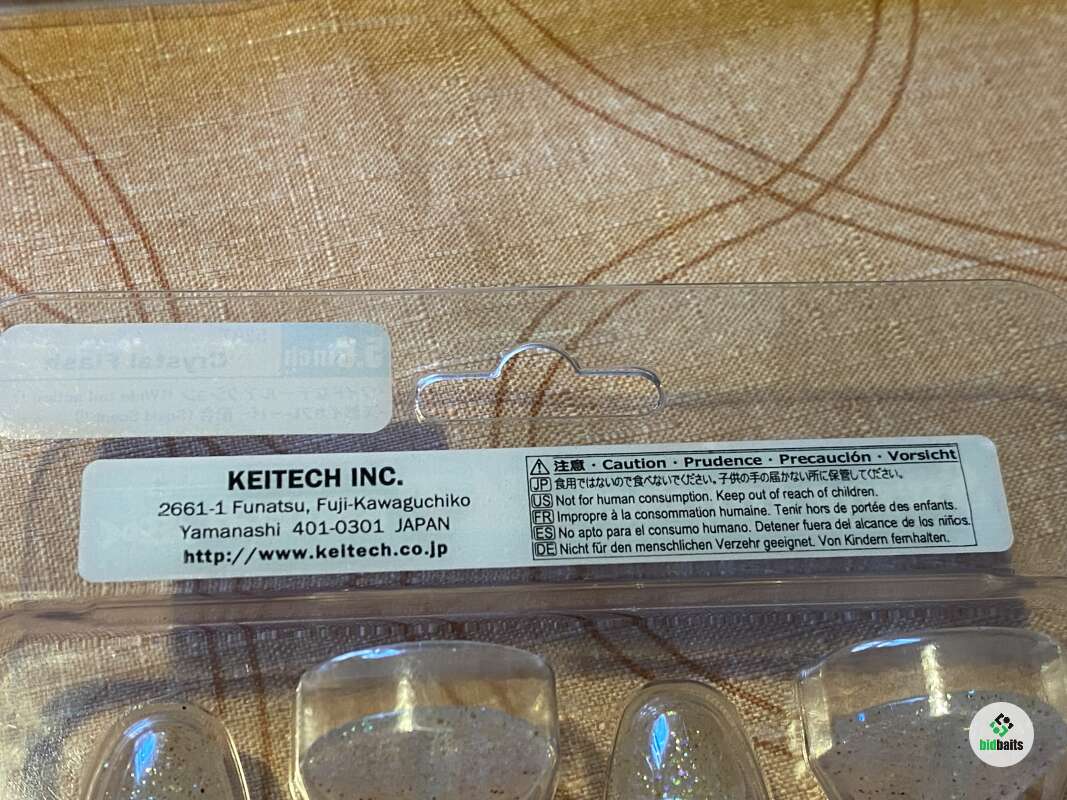 Crystal Flash
KEITECH INC.
2661-1 Funatsu, Fuji-Kawaguchiko
Yamanashi 401-0301 JAPAN
http://www.keitech.co.jp
注意・Caution・Prudence・Precaución・Vorsicht
JP 食用ではないので食べないでください。子供の手の届かない所に保管してください。
US Not for human consumption. Keep out of reach of children.
FR Impropre à la consommation humaine. Tenir hors de portée des enfants.
ES No apto para el consumo humano. Detener fuera del alcance de los niños.
DE Nicht für den menschlichen Verzehr geeignet. Von Kindern fernhalten.
bidbaits